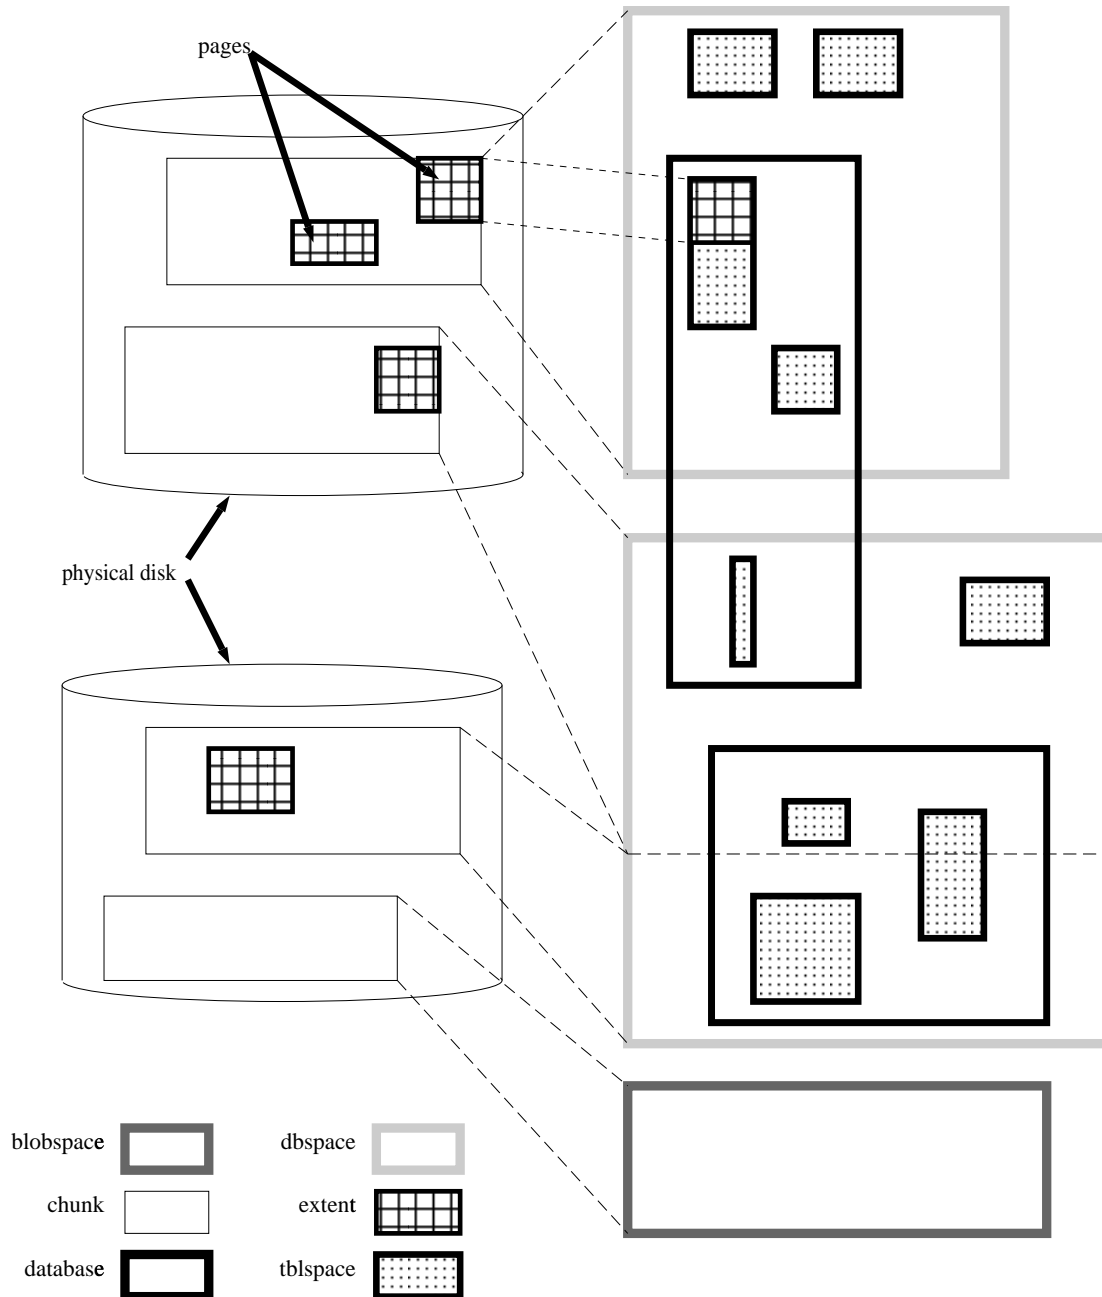 pages
physical disk
blobspace
dbspace
chunk
extent
database
tblspace